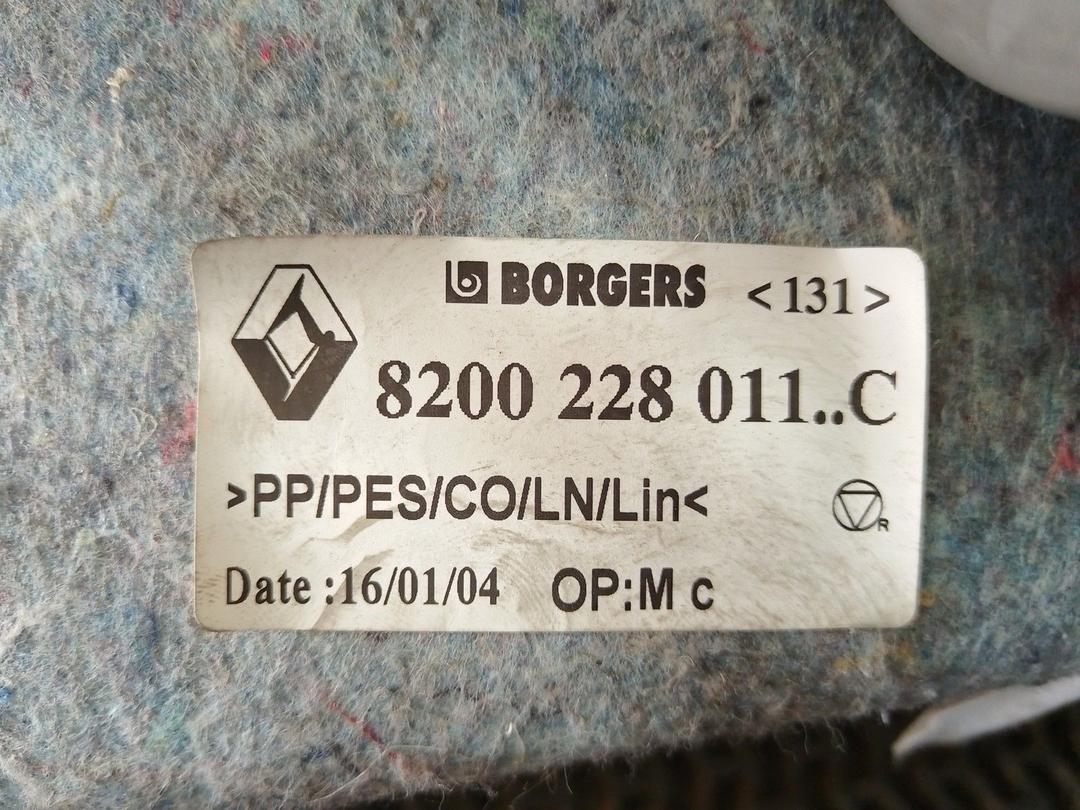 BORGERS <131>
8200 228 011..C
>PP/PES/CO/LN/Lin<
R
Date :16/01/04 OP:M c